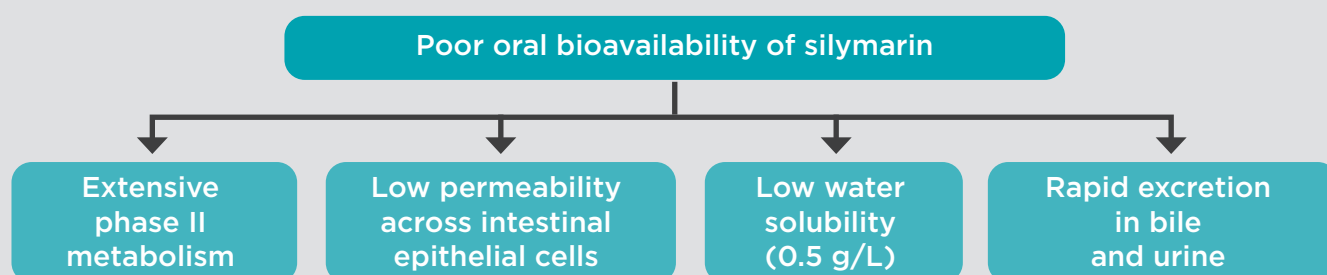 Poor oral bioavailability of silymarin
Extensive
phase II
metabolism
Low permeability
across intestinal
epithelial cells
Low water
solubility
(0.5 g/L)
Rapid excretion
in bile
and urine